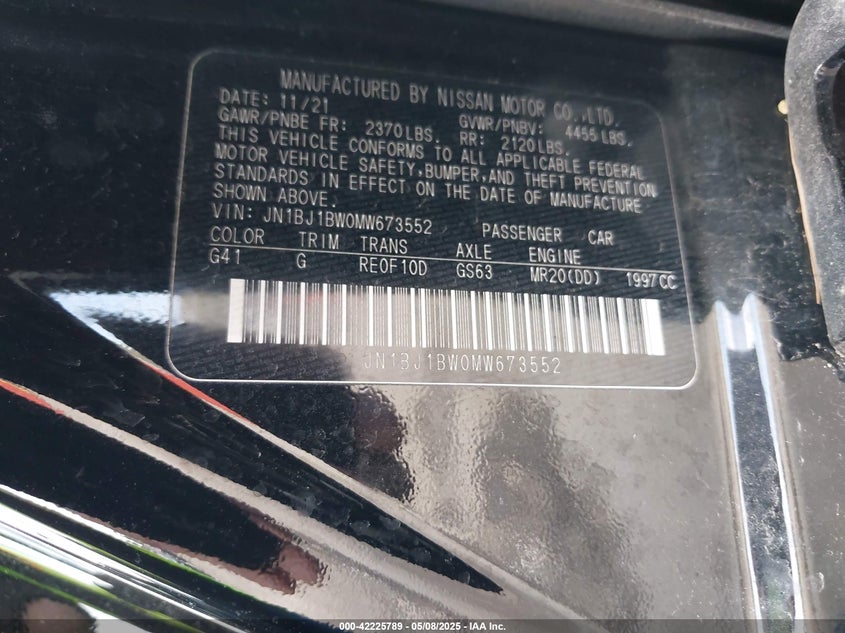 MANUFACTURED BY NISSAN MOTOR CO.,LTD.
DATE: 11/21 GVWR/PNBV: 4455 LBS.
GAWR/PNBE FR: 2370LBS. RR: 2120LBS.
THIS VEHICLE CONFORMS TO ALL APPLICABLE FEDERAL
MOTOR VEHICLE SAFETY,BUMPER,AND THEFT PREVENTION
STANDARDS IN EFFECT ON THE DATE OF MANUFACTURE
SHOWN ABOVE.
VIN: JN1BJ1BW0MW673552 PASSENGER CAR
COLOR TRIM TRANS AXLE ENGINE
G41 G RE0F10D GS63 MR20(DD) 1997CC
JN1BJ1BW0MW673552
000-42225789 - 05/08/2025 - IAA Inc.